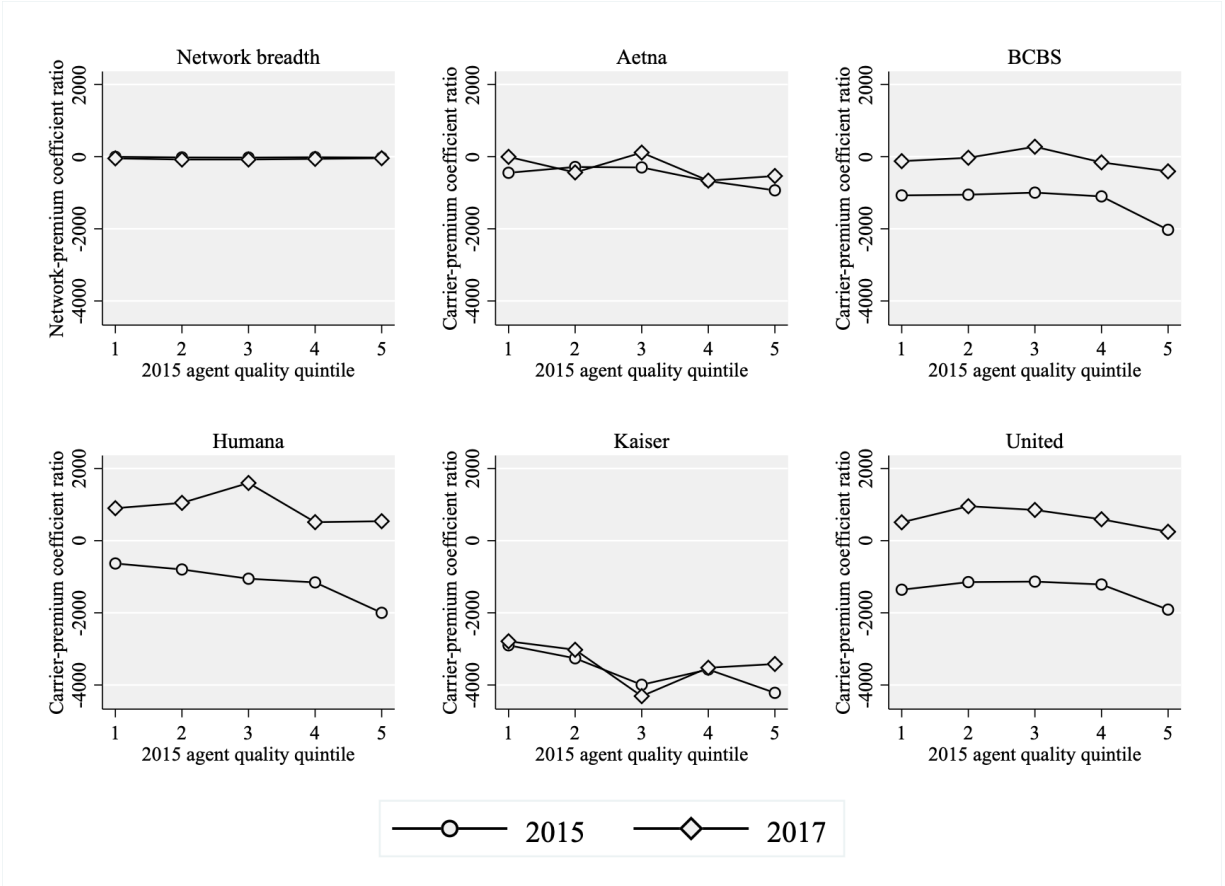 Network breadth
Network-premium coefficient ratio
2000
0
-2000
-4000
1 2 3 4 5
2015 agent quality quintile
Aetna
Carrier-premium coefficient ratio
2000
0
-2000
-4000
1 2 3 4 5
2015 agent quality quintile
BCBS
Carrier-premium coefficient ratio
2000
0
-2000
-4000
1 2 3 4 5
2015 agent quality quintile
Humana
Carrier-premium coefficient ratio
2000
0
-2000
-4000
1 2 3 4 5
2015 agent quality quintile
Kaiser
Carrier-premium coefficient ratio
2000
0
-2000
-4000
1 2 3 4 5
2015 agent quality quintile
United
Carrier-premium coefficient ratio
2000
0
-2000
-4000
1 2 3 4 5
2015 agent quality quintile
2015 2017